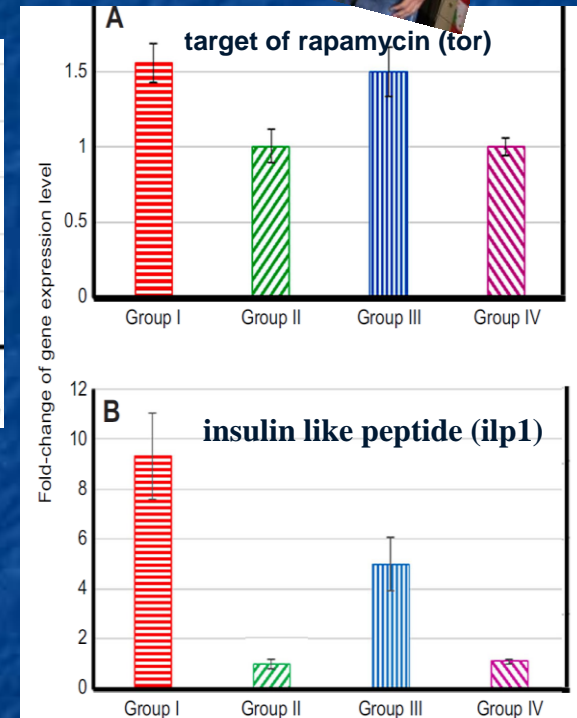 A
target of rapamycin (tor)
1.5
1
0.5
0
Group I Group II Group III Group IV
Fold-change of gene expression level
12
B
insulin like peptide (ilp1)
10
8
6
4
2
0
Group I Group II Group III Group IV